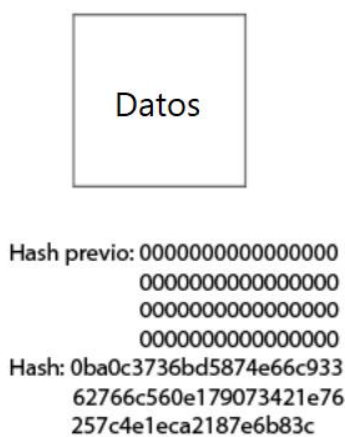 Datos
Hash previo: 0000000000000000
0000000000000000
0000000000000000
0000000000000000
Hash: 0ba0c3736bd5874e66c933
62766c560e179073421e76
257c4e1eca2187e6b83c